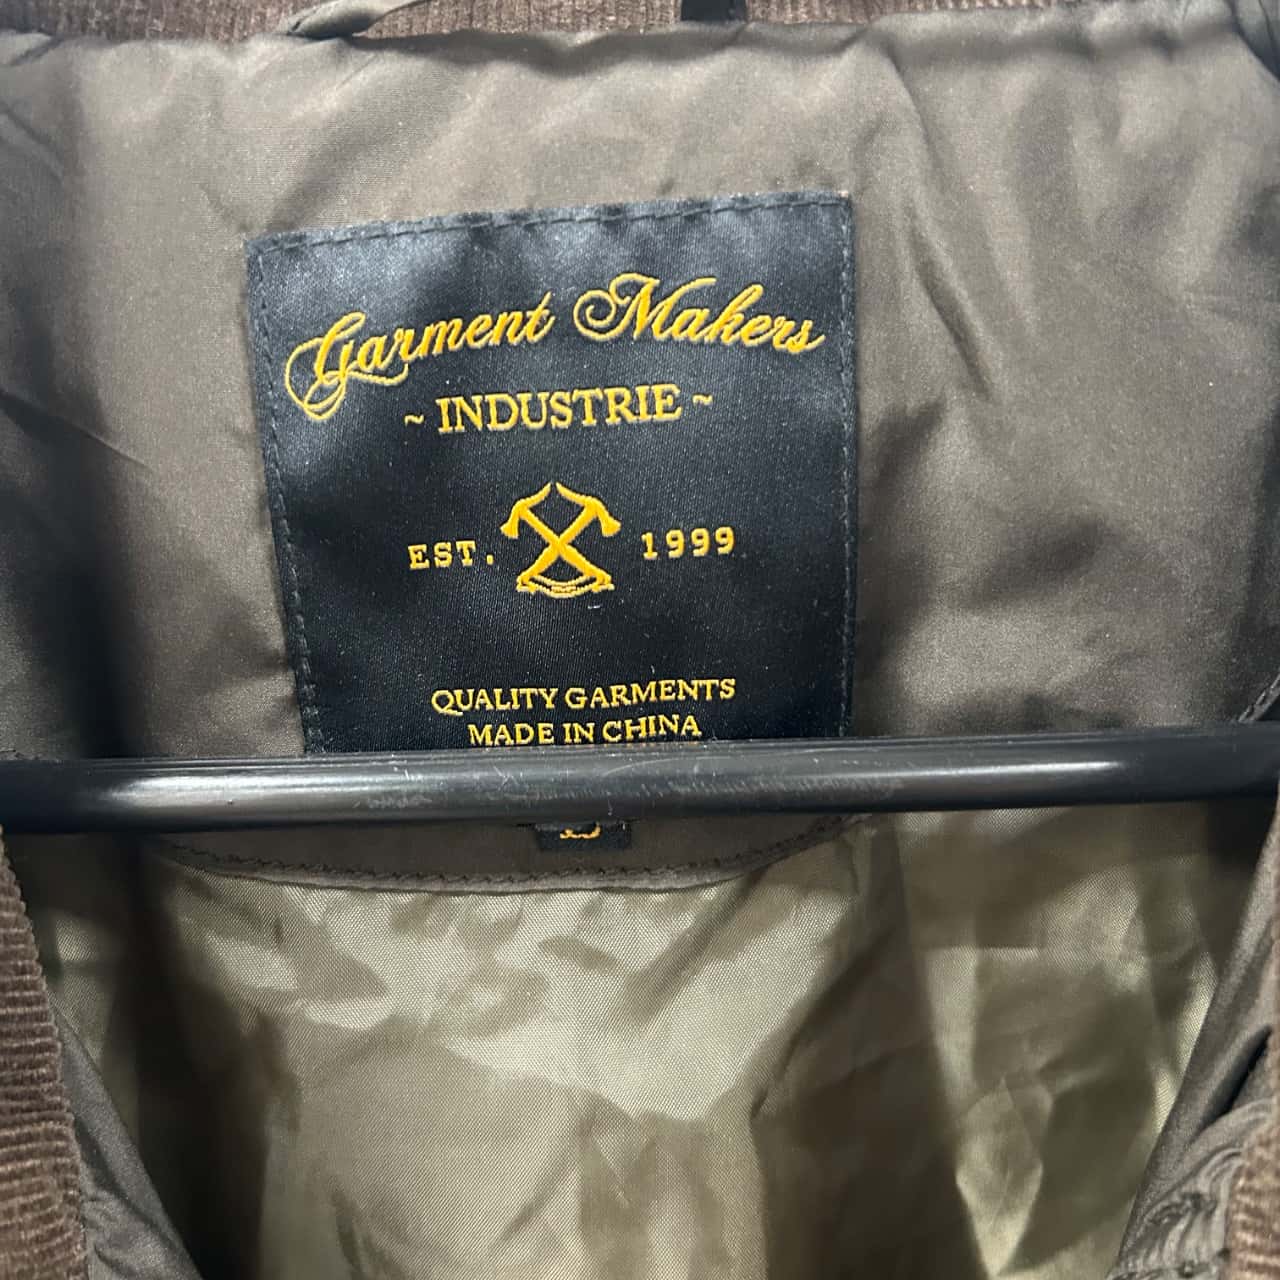 Garment Makers
~ INDUSTRIE ~
EST. 1999
QUALITY GARMENTS
MADE IN CHINA